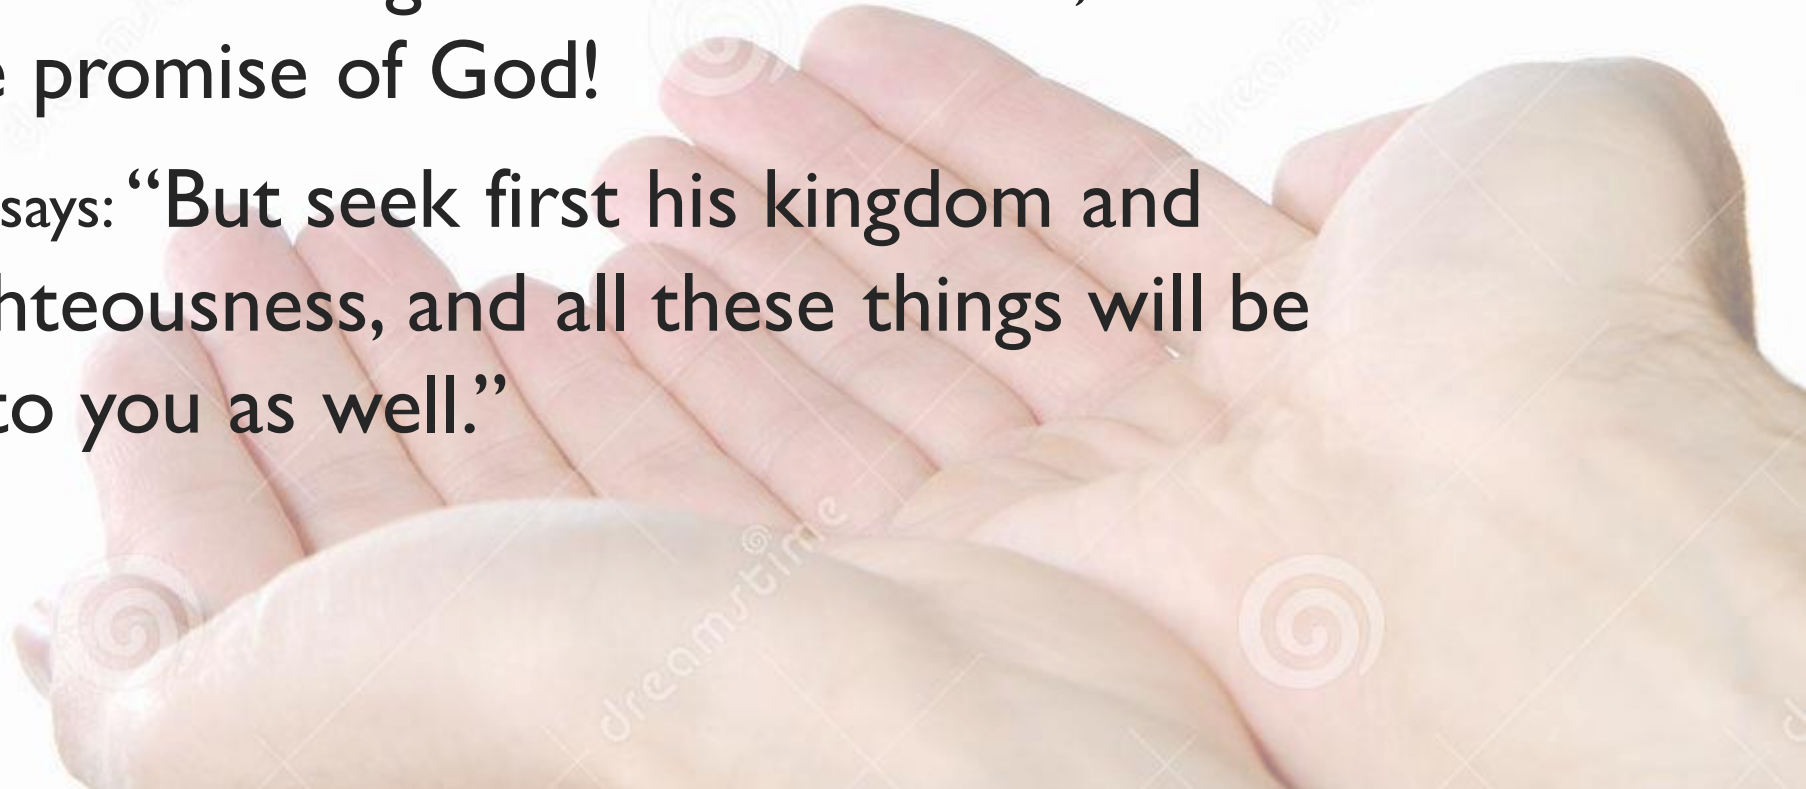 promise of God!
says: “But seek first his kingdom and
hteousness, and all these things will be
to you as well.”
dreamstime